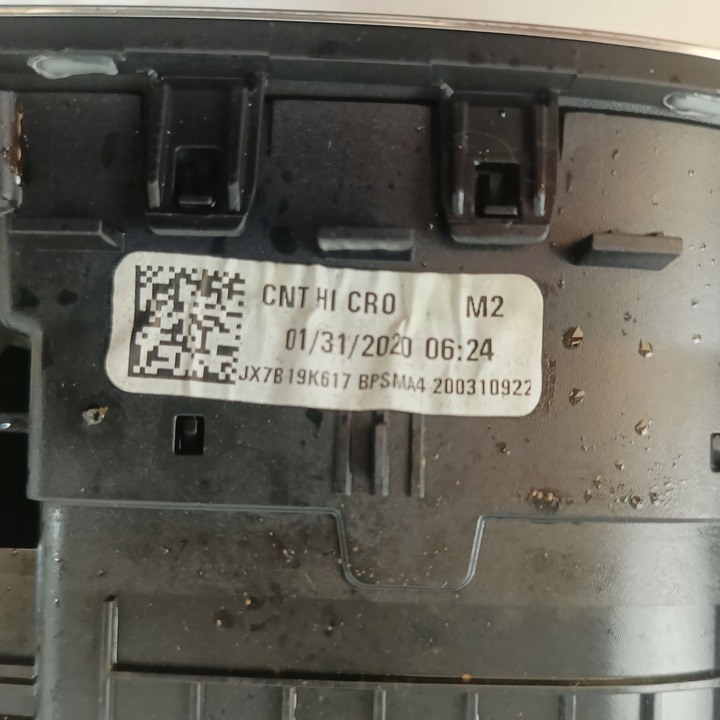 CNT HI CRO M2
01/31/2020 06:24
JX7B19K617 BPSMA4 200310922